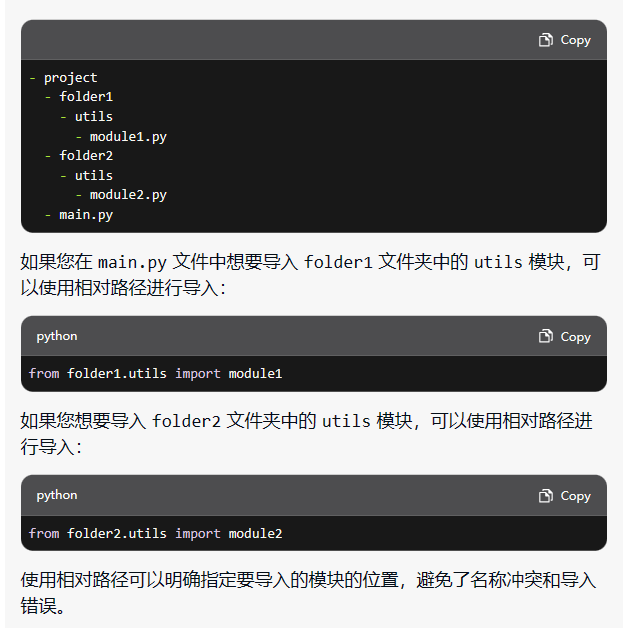 Copy
- project
  - folder1
    - utils
      - module1.py
  - folder2
    - utils
      - module2.py
  - main.py
如果您在 main.py 文件中想要导入 folder1 文件夹中的 utils 模块，可
以使用相对路径进行导入：
python Copy
from folder1.utils import module1
如果您想要导入 folder2 文件夹中的 utils 模块，可以使用相对路径进
行导入：
python Copy
from folder2.utils import module2
使用相对路径可以明确指定要导入的模块的位置，避免了名称冲突和导入
错误。